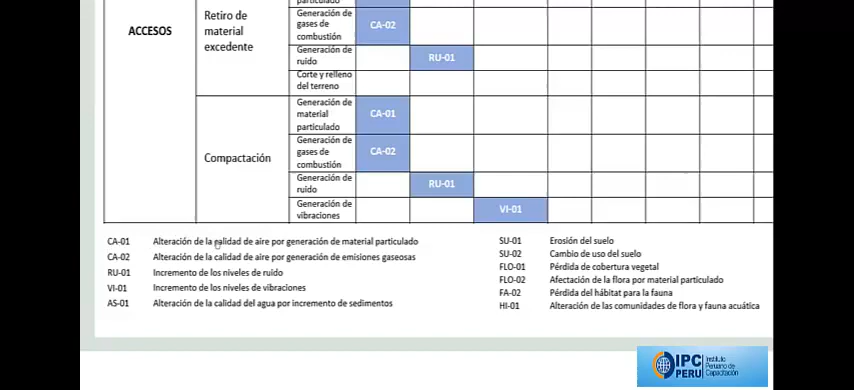 particulado
Retiro de
material
excedente
Generación de
gases de
combustión
CA-02
ACCESOS
Generación de
ruido
RU-01
Corte y relleno
del terreno
Compactación
Generación de
material
particulado
CA-01
Generación de
gases de
combustión
CA-02
Generación de
ruido
RU-01
Generación de
vibraciones
VI-01
CA-01 Alteración de la calidad de aire por generación de material particulado
CA-02 Alteración de la calidad de aire por generación de emisiones gaseosas
RU-01 Incremento de los niveles de ruido
VI-01 Incremento de los niveles de vibraciones
AS-01 Alteración de la calidad del agua por incremento de sedimentos
SU-01 Erosión del suelo
SU-02 Cambio de uso del suelo
FLO-01 Pérdida de cobertura vegetal
FLO-02 Afectación de la flora por material particulado
FA-02 Pérdida del hábitat para la fauna
HI-01 Alteración de las comunidades de flora y fauna acuática
IPC
PERU
Instituto
Peruano de
Capacitación